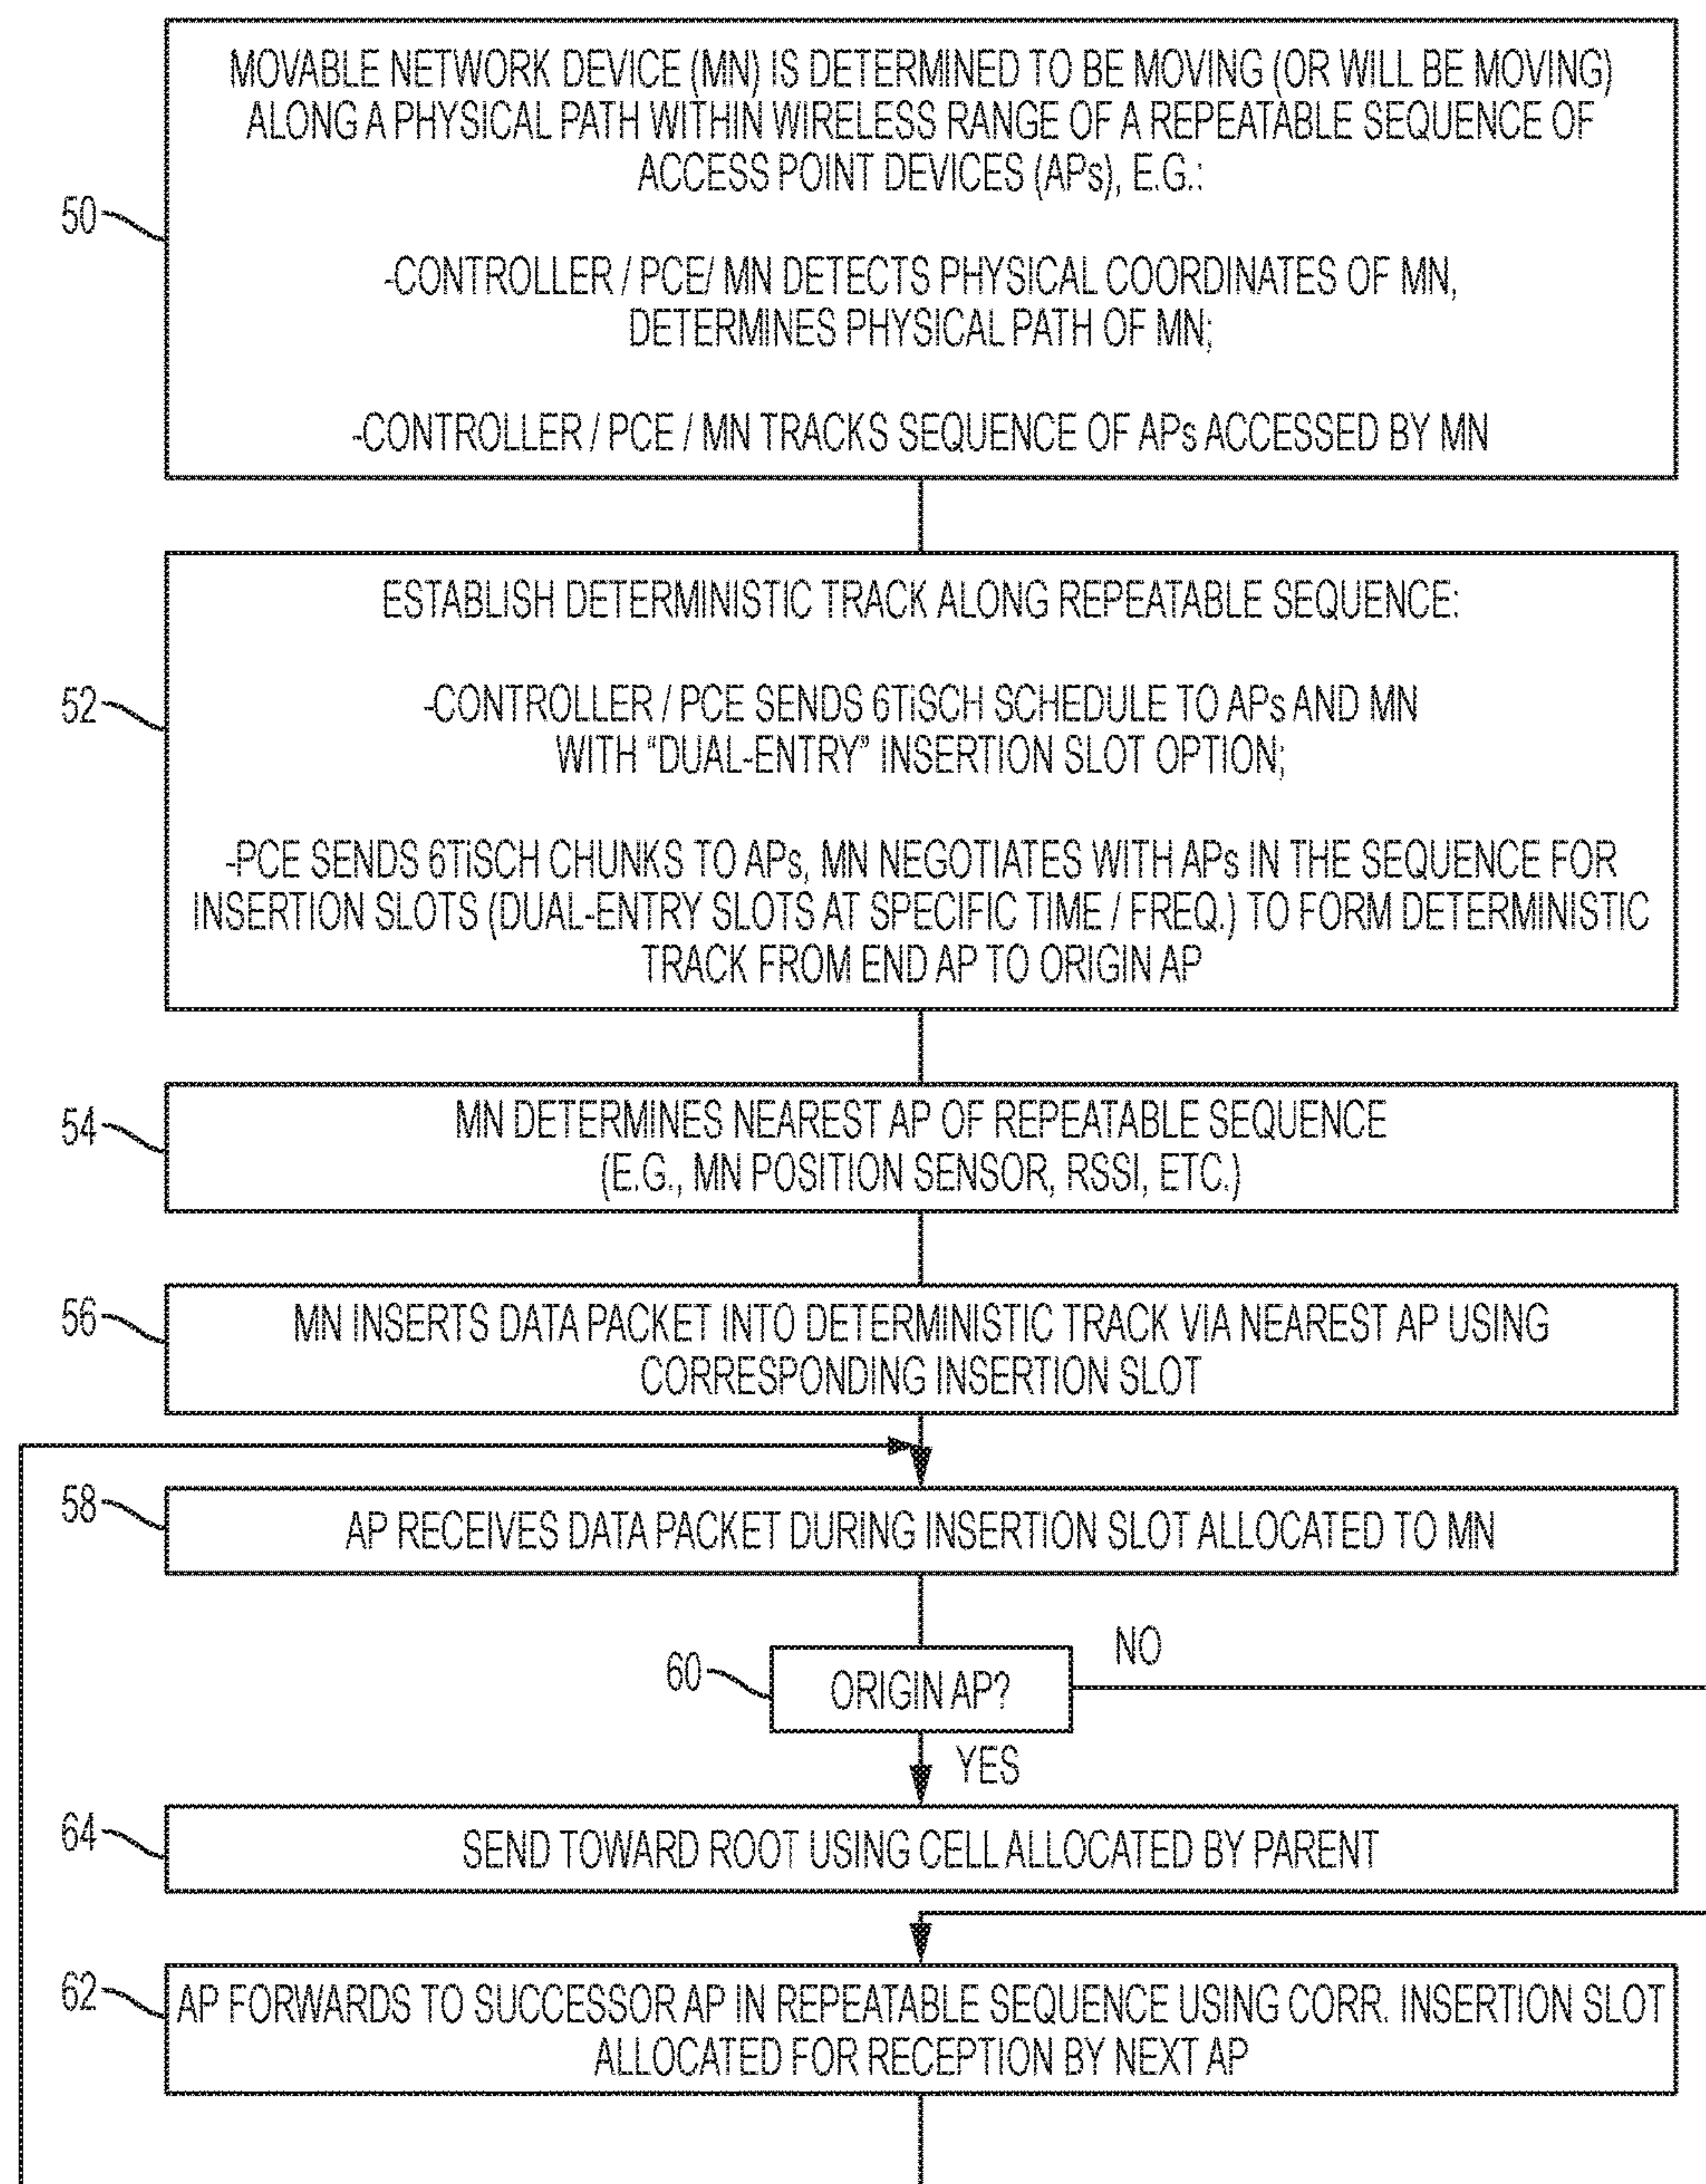 MOVABLE NETWORK DEVICE (MN) IS DETERMINED TO BE MOVING (OR WILL BE MOVING)
ALONG A PHYSICAL PATH WITHIN WIRELESS RANGE OF A REPEATABLE SEQUENCE OF
ACCESS POINT DEVICES (APs), E.G.:
50
-CONTROLLER / PCE/ MN DETECTS PHYSICAL COORDINATES OF MN,
DETERMINES PHYSICAL PATH OF MN;
-CONTROLLER / PCE / MN TRACKS SEQUENCE OF APs ACCESSED BY MN
ESTABLISH DETERMINISTIC TRACK ALONG REPEATABLE SEQUENCE:
52
-CONTROLLER / PCE SENDS 6TiSCH SCHEDULE TO APs AND MN
WITH "DUAL-ENTRY" INSERTION SLOT OPTION;
-PCE SENDS 6TiSCH CHUNKS TO APs, MN NEGOTIATES WITH APs IN THE SEQUENCE FOR
INSERTION SLOTS (DUAL-ENTRY SLOTS AT SPECIFIC TIME / FREQ.) TO FORM DETERMINISTIC
TRACK FROM END AP TO ORIGIN AP
54
MN DETERMINES NEAREST AP OF REPEATABLE SEQUENCE
(E.G., MN POSITION SENSOR, RSSI, ETC.)
56
MN INSERTS DATA PACKET INTO DETERMINISTIC TRACK VIA NEAREST AP USING
CORRESPONDING INSERTION SLOT
58
AP RECEIVES DATA PACKET DURING INSERTION SLOT ALLOCATED TO MN
NO
60
ORIGIN AP?
YES
64
SEND TOWARD ROOT USING CELL ALLOCATED BY PARENT
62
AP FORWARDS TO SUCCESSOR AP IN REPEATABLE SEQUENCE USING CORR. INSERTION SLOT
ALLOCATED FOR RECEPTION BY NEXT AP